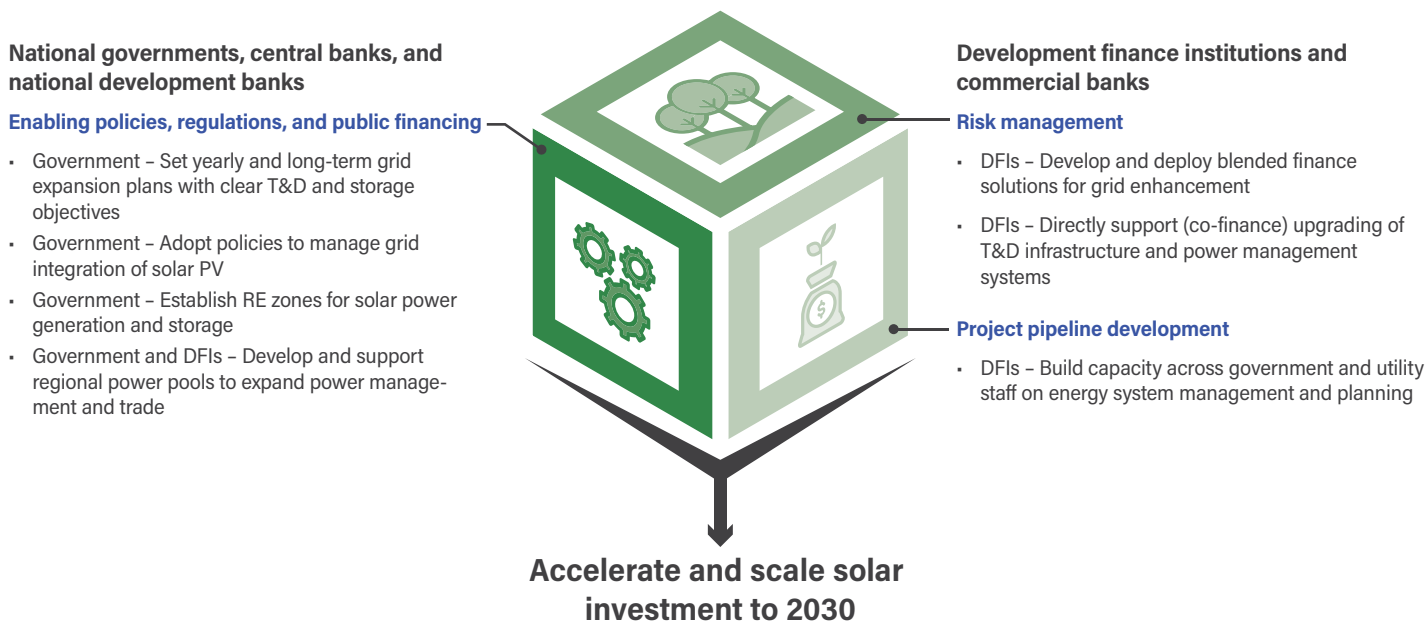 National governments, central banks, and
national development banks
Enabling policies, regulations, and public financing
▪ Government – Set yearly and long-term grid
expansion plans with clear T&D and storage
objectives
▪ Government – Adopt policies to manage grid
integration of solar PV
▪ Government – Establish RE zones for solar power
generation and storage
▪ Government and DFIs – Develop and support
regional power pools to expand power manage-
ment and trade
Development finance institutions and
commercial banks
Risk management
▪ DFIs – Develop and deploy blended finance
solutions for grid enhancement
▪ DFIs – Directly support (co-finance) upgrading of
T&D infrastructure and power management
systems
Project pipeline development
▪ DFIs – Build capacity across government and utility
staff on energy system management and planning
$
Accelerate and scale solar
investment to 2030